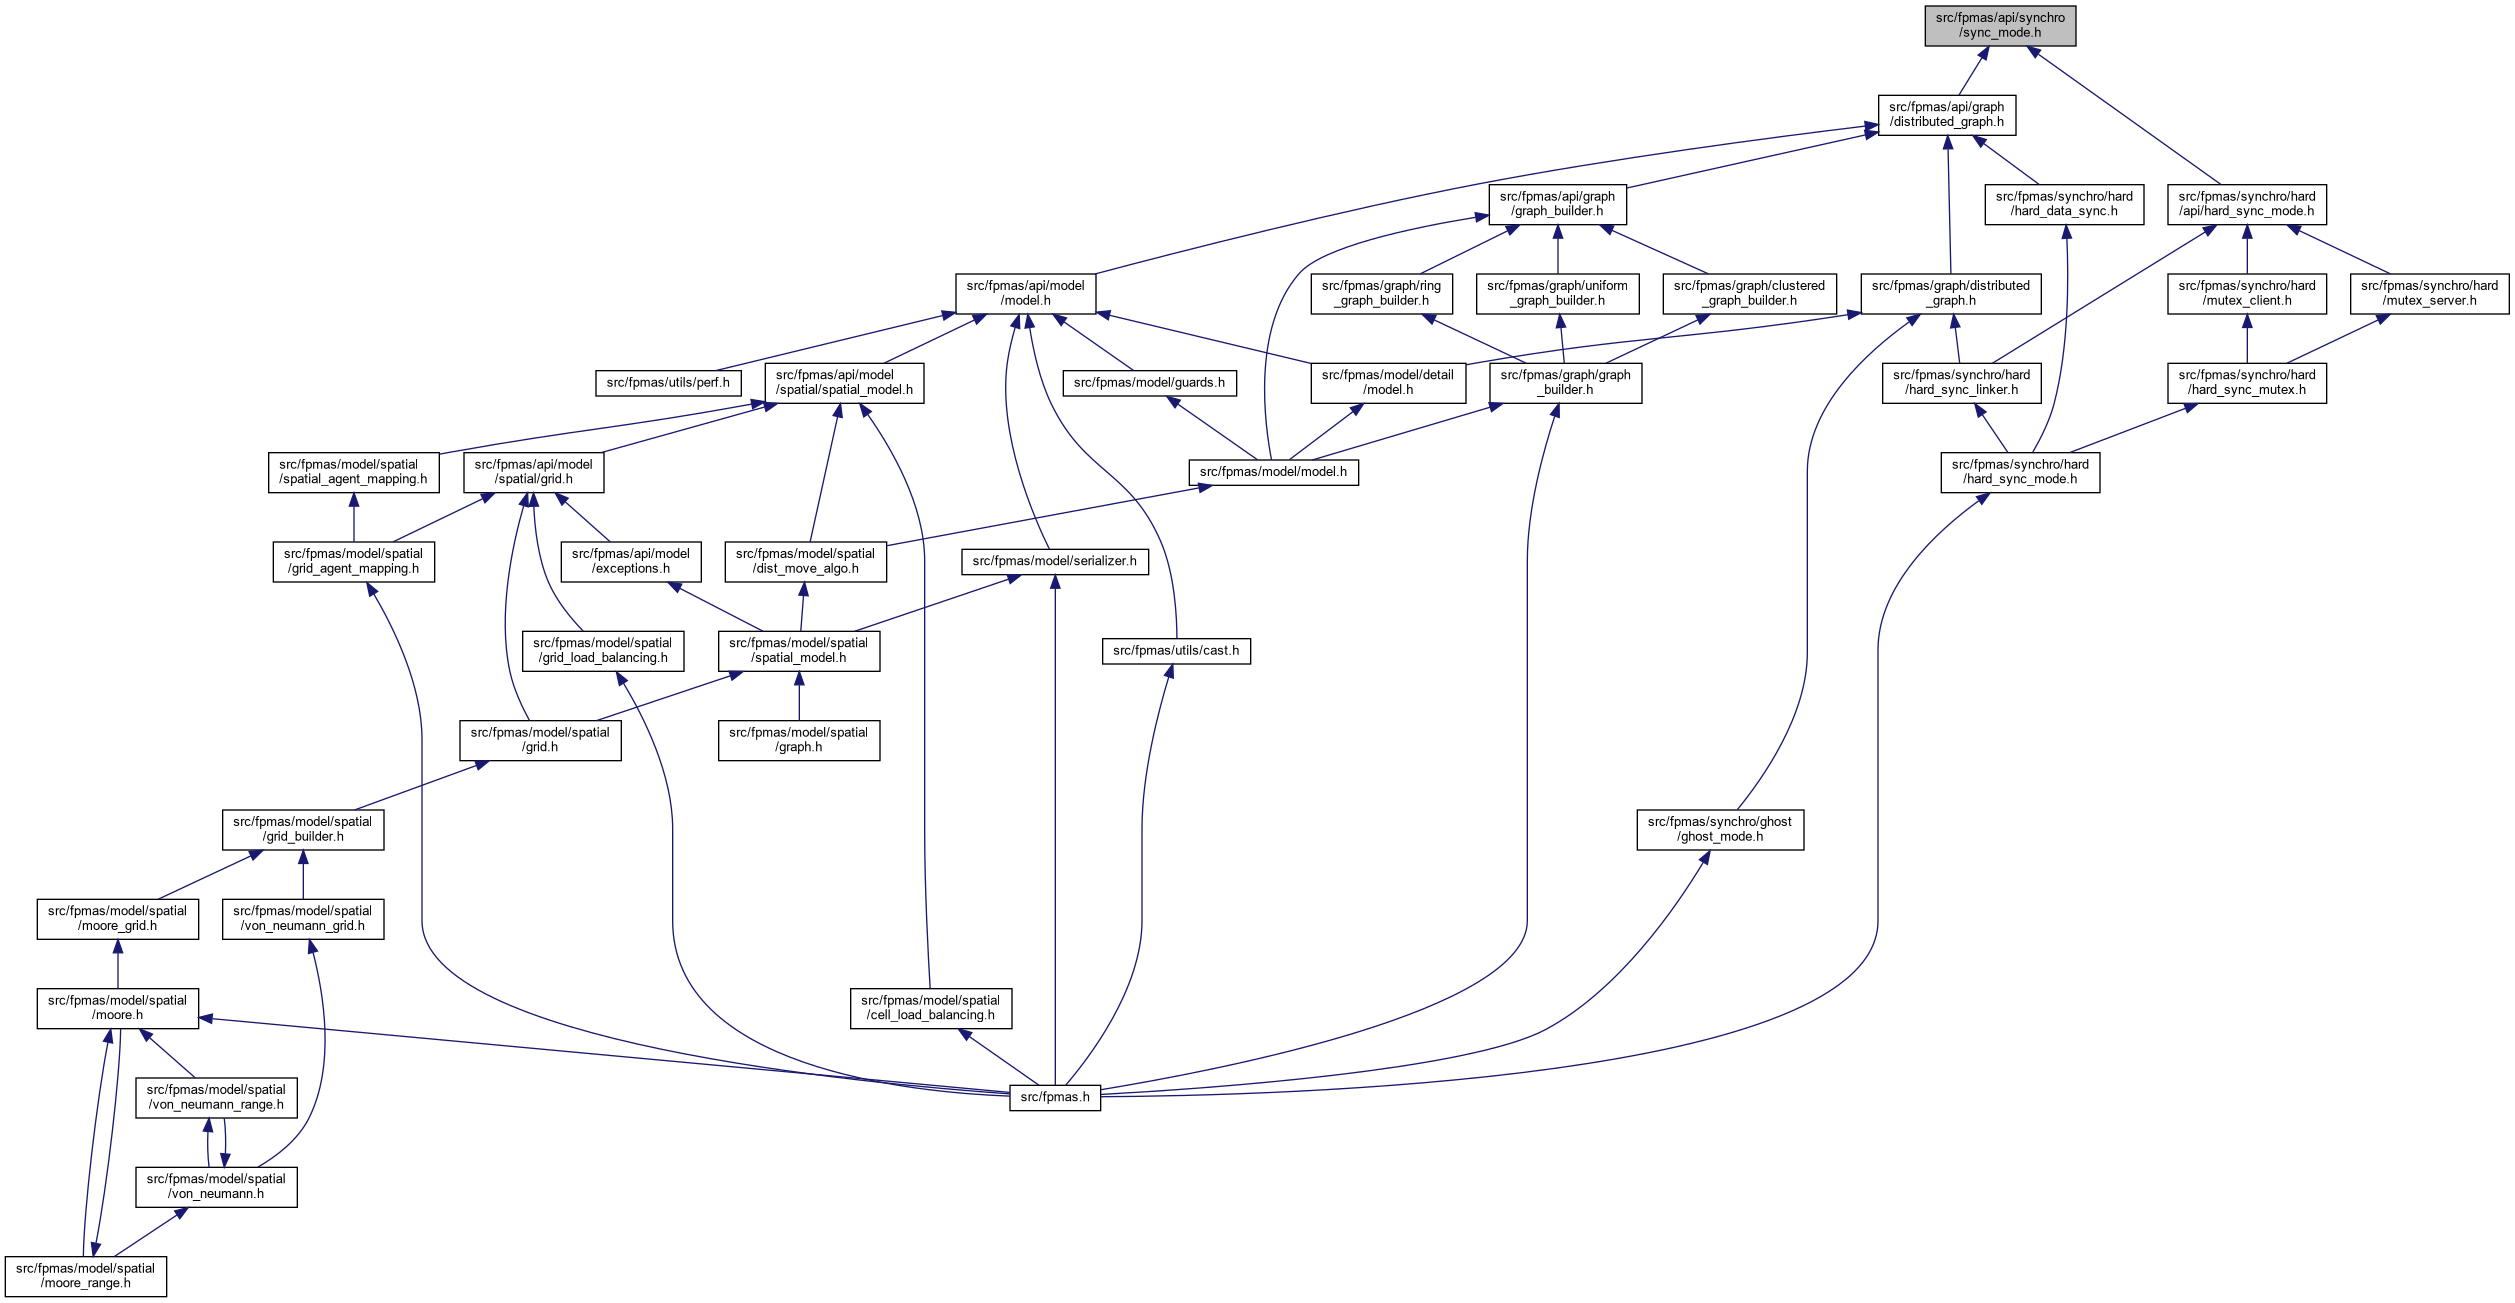 src/fpmas/api/synchro
/sync_mode.h
src/fpmas/api/graph
/distributed_graph.h
src/fpmas/api/graph
/graph_builder.h
src/fpmas/synchro/hard
/hard_data_sync.h
src/fpmas/synchro/hard
/api/hard_sync_mode.h
src/fpmas/api/model
/model.h
src/fpmas/graph/ring
_graph_builder.h
src/fpmas/graph/uniform
_graph_builder.h
src/fpmas/graph/clustered
_graph_builder.h
src/fpmas/graph/distributed
_graph.h
src/fpmas/synchro/hard
/mutex_client.h
src/fpmas/synchro/hard
/mutex_server.h
src/fpmas/utils/perf.h
src/fpmas/api/model
/spatial/spatial_model.h
src/fpmas/model/guards.h
src/fpmas/model/detail
/model.h
src/fpmas/graph/graph
_builder.h
src/fpmas/synchro/hard
/hard_sync_linker.h
src/fpmas/synchro/hard
/hard_sync_mutex.h
src/fpmas/model/spatial
/spatial_agent_mapping.h
src/fpmas/api/model
/spatial/grid.h
src/fpmas/model/model.h
src/fpmas/synchro/hard
/hard_sync_mode.h
src/fpmas/model/spatial
/grid_agent_mapping.h
src/fpmas/api/model
/exceptions.h
src/fpmas/model/spatial
/dist_move_algo.h
src/fpmas/model/serializer.h
src/fpmas/model/spatial
/grid_load_balancing.h
src/fpmas/model/spatial
/spatial_model.h
src/fpmas/utils/cast.h
src/fpmas/model/spatial
/grid.h
src/fpmas/model/spatial
/graph.h
src/fpmas/model/spatial
/grid_builder.h
src/fpmas/synchro/ghost
/ghost_mode.h
src/fpmas/model/spatial
/moore_grid.h
src/fpmas/model/spatial
/von_neumann_grid.h
src/fpmas/model/spatial
/moore.h
src/fpmas/model/spatial
/cell_load_balancing.h
src/fpmas/model/spatial
/von_neumann_range.h
src/fpmas.h
src/fpmas/model/spatial
/von_neumann.h
src/fpmas/model/spatial
/moore_range.h